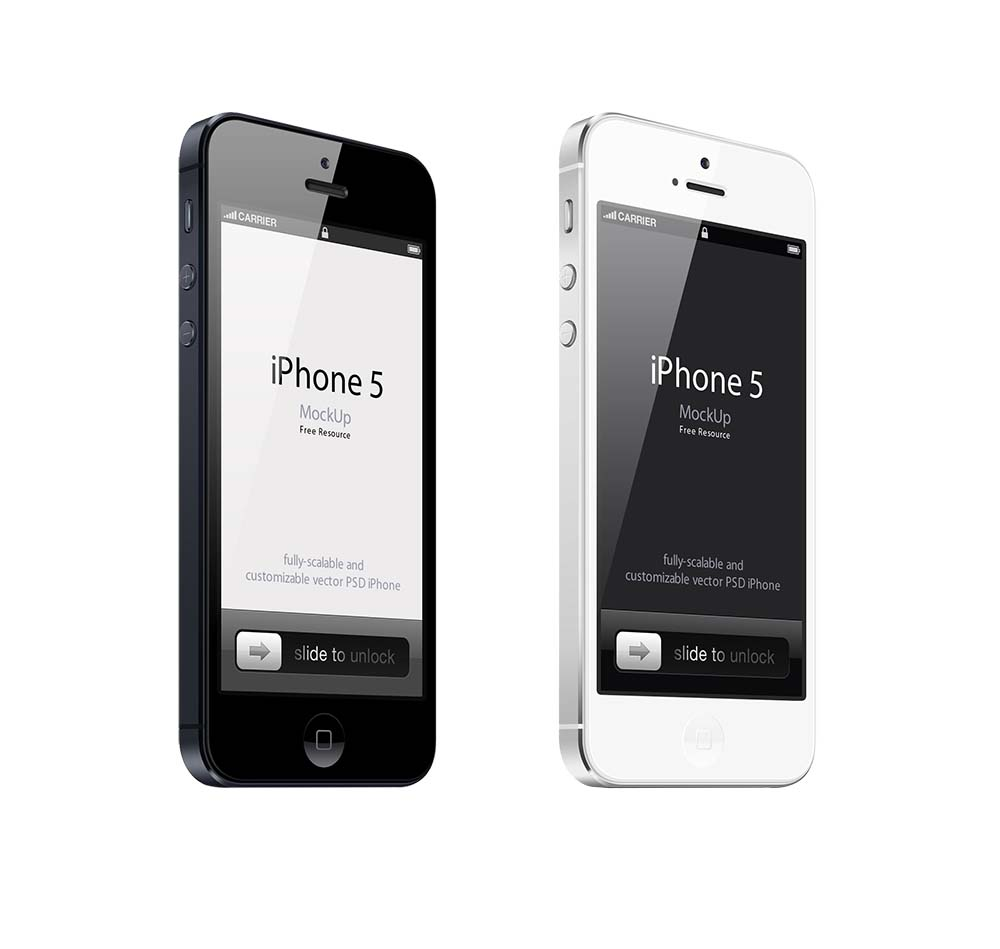 CARRIER
iPhone 5
MockUp
Free Resource
fully-scalable and
customizable vector PSD iPhone
slide to unlock
CARRIER
iPhone 5
MockUp
Free Resource
fully-scalable and
customizable vector PSD iPhone
slide to unlock